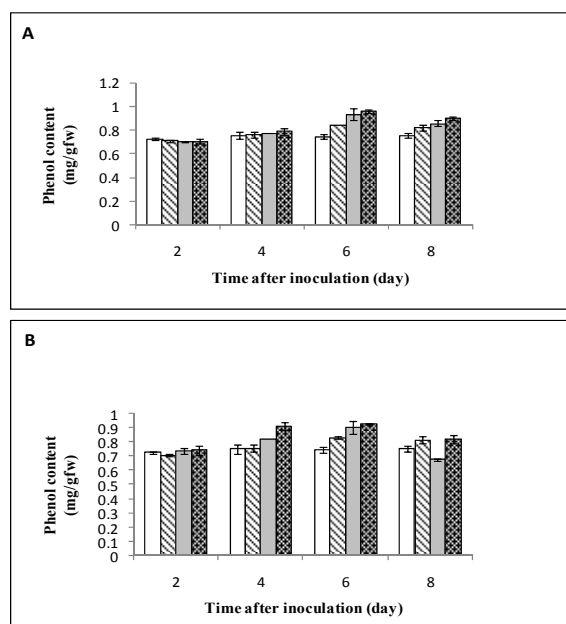 A
1.2
1
0.8
0.6
0.4
0.2
0
Phenol content
(mg/gfw)
2 4 6 8
Time after inoculation (day)
B
1
0.9
0.8
0.7
0.6
0.5
0.4
0.3
0.2
0.1
0
Phenol content
(mg/gfw)
2 4 6 8
Time after inoculation (day)